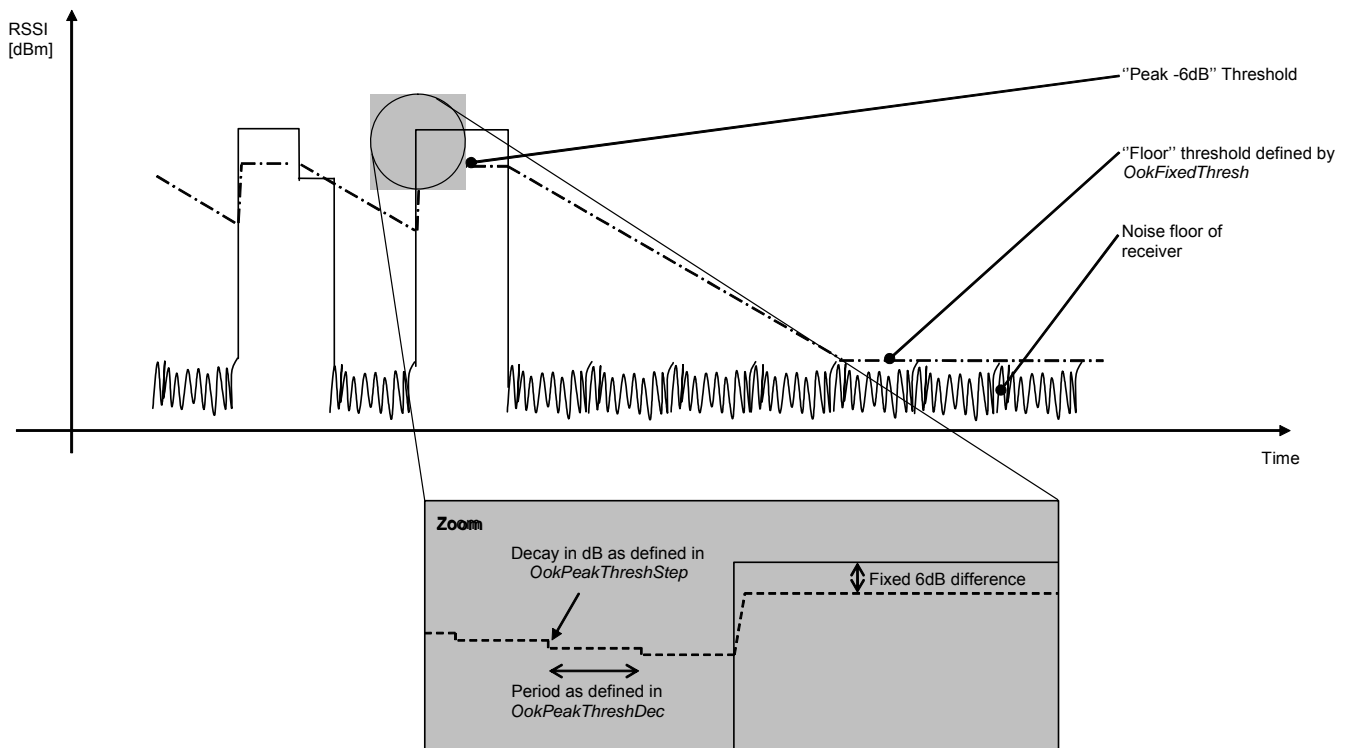 RSSI
[dBm]
‘’Peak -6dB’’ Threshold
‘’Floor’’ threshold defined by
OokFixedThresh
Noise floor of
receiver
Time
Zoom
Decay in dB as defined in
OokPeakThreshStep
Fixed 6dB difference
Period as defined in
OokPeakThreshDec